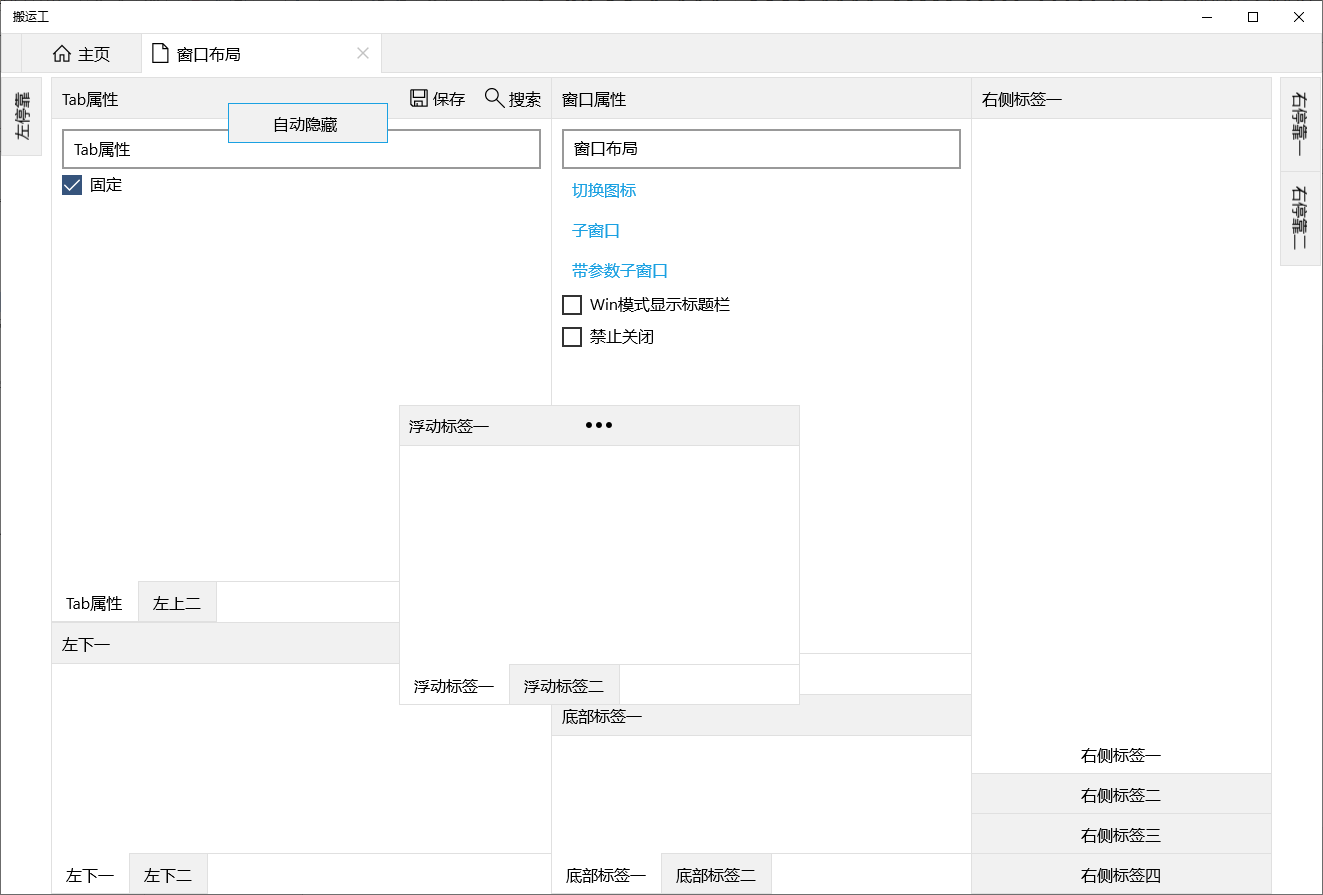 搬运工
主页
窗口布局
左停靠
Tab属性
保存
搜索
自动隐藏
Tab属性
固定
Tab属性
左上二
左下一
左下一
左下二
窗口属性
窗口布局
切换图标
子窗口
带参数子窗口
Win模式显示标题栏
禁止关闭
浮动标签一
浮动标签一
浮动标签二
底部标签一
底部标签一
底部标签二
右侧标签一
右侧标签一
右侧标签二
右侧标签三
右侧标签四
右停靠一
右停靠二